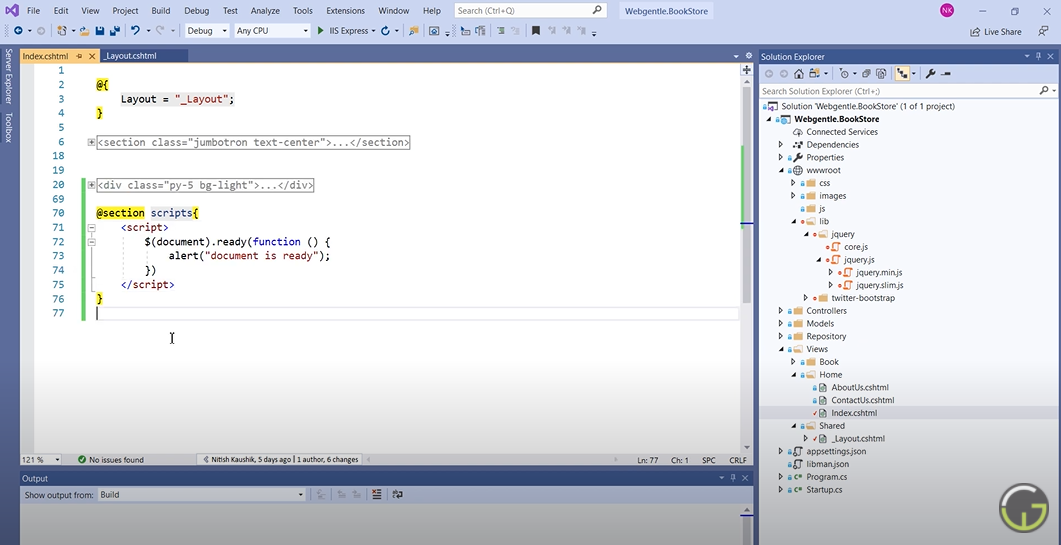 File Edit View Project Build Debug Test Analyze Tools Extensions Window Help Search (Ctrl+Q) Webgentle.BookStore NK
Debug Any CPU IIS Express Live Share
Server Explorer
Toolbox
Index.cshtml _Layout.cshtml
1
2 @{
3 Layout = "_Layout";
4 }
5
6 <section class="jumbotron text-center">...</section>
18
19
20 <div class="py-5 bg-light">...</div>
69
70 @section scripts{
71 <script>
72 $(document).ready(function () {
73 alert("document is ready");
74 })
75 </script>
76 }
77
121 % No issues found Nitish Kaushik, 5 days ago | 1 author, 6 changes Ln: 77 Ch: 1 SPC CRLF
Output
Show output from: Build
Solution Explorer
Search Solution Explorer (Ctrl+;)
Solution 'Webgentle.BookStore' (1 of 1 project)
Webgentle.BookStore
Connected Services
Dependencies
Properties
wwwroot
css
images
js
lib
jquery
core.js
jquery.js
jquery.min.js
jquery.slim.js
twitter-bootstrap
Controllers
Models
Repository
Views
Book
Home
AboutUs.cshtml
ContactUs.cshtml
Index.cshtml
Shared
_Layout.cshtml
appsettings.json
libman.json
Program.cs
Startup.cs